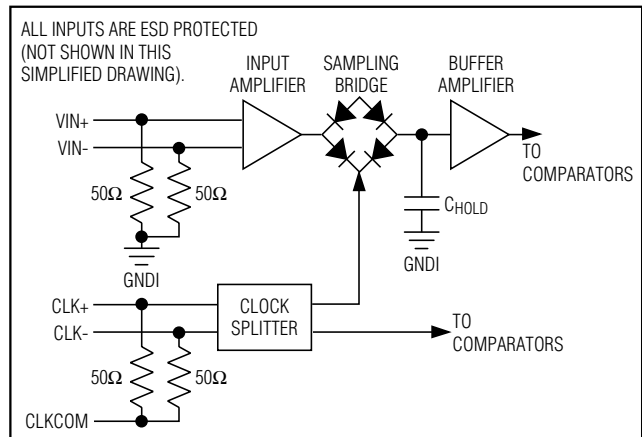 ALL INPUTS ARE ESD PROTECTED
(NOT SHOWN IN THIS
SIMPLIFIED DRAWING).
INPUT
AMPLIFIER
SAMPLING
BRIDGE
BUFFER
AMPLIFIER
VIN+
VIN-
TO
COMPARATORS
50Ω
50Ω
CHOLD
GNDI
GNDI
CLK+
CLK-
CLOCK
SPLITTER
TO
COMPARATORS
50Ω
50Ω
CLKCOM